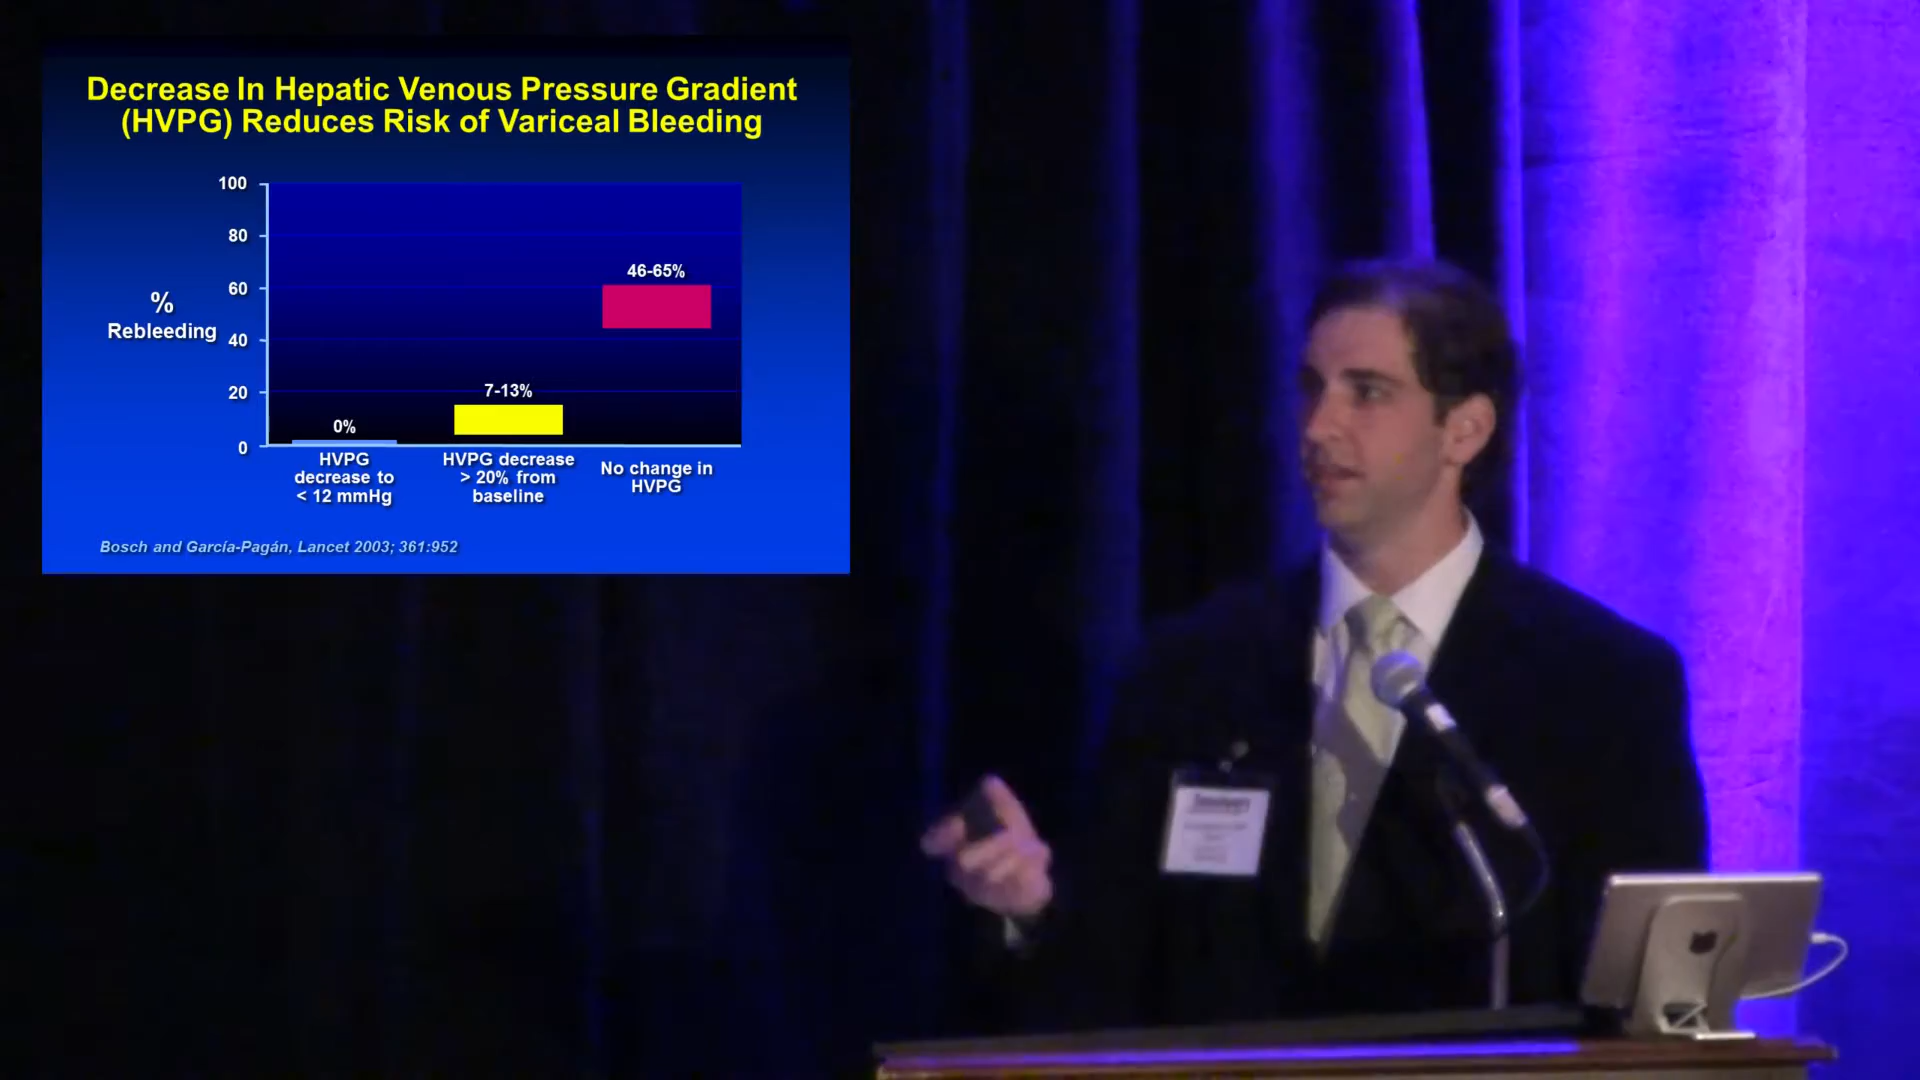 Decrease In Hepatic Venous Pressure Gradient
(HVPG) Reduces Risk of Variceal Bleeding
100
80
60
40
20
0
%
Rebleeding
0%
7-13%
46-65%
HVPG
decrease to
< 12 mmHg
HVPG decrease
> 20% from
baseline
No change in
HVPG
Bosch and García-Pagán, Lancet 2003; 361:952